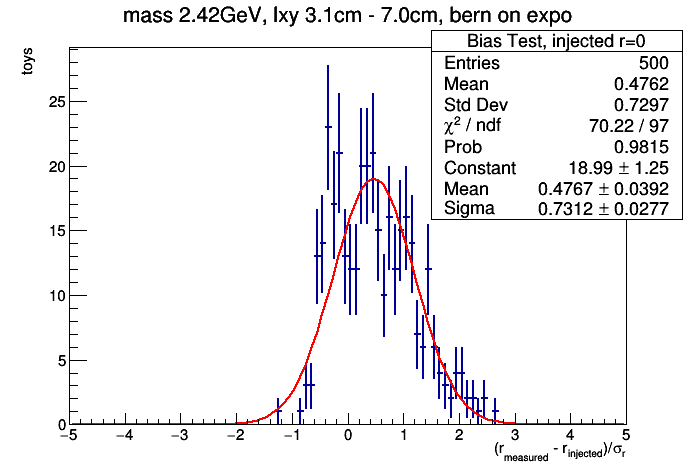 mass 2.42GeV, lxy 3.1cm - 7.0cm, bern on expo
Bias Test, injected r=0
Entries 500
Mean 0.4762
Std Dev 0.7297
χ² / ndf 70.22 / 97
Prob 0.9815
Constant 18.99 ± 1.25
Mean 0.4767 ± 0.0392
Sigma 0.7312 ± 0.0277
toys
25
20
15
10
5
0
−5 −4 −3 −2 −1 0 1 2 3 4 5
(r_measured - r_injected)/σ_r